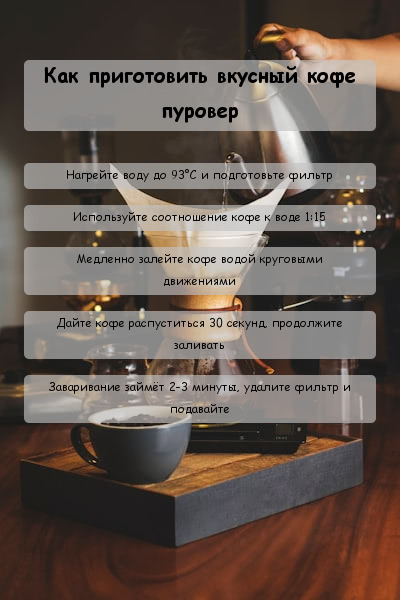 Как приготовить вкусный кофе
пуровер
Нагрейте воду до 93°C и подготовьте фильтр
Используйте соотношение кофе к воде 1:15
Медленно залейте кофе водой круговыми
движениями
Дайте кофе распуститься 30 секунд, продолжите
заливать
Заваривание займёт 2-3 минуты, удалите фильтр и
подавайте